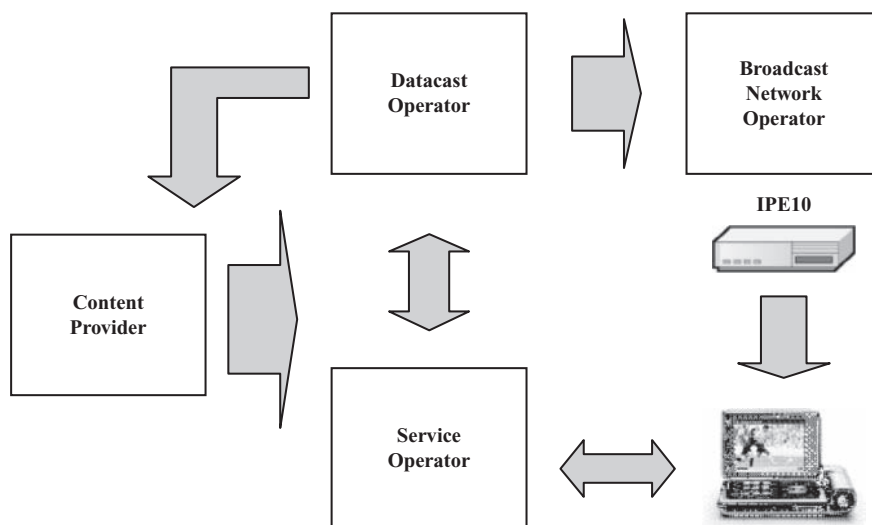 Datacast
Operator
Broadcast
Network
Operator
IPE10
Content
Provider
Service
Operator